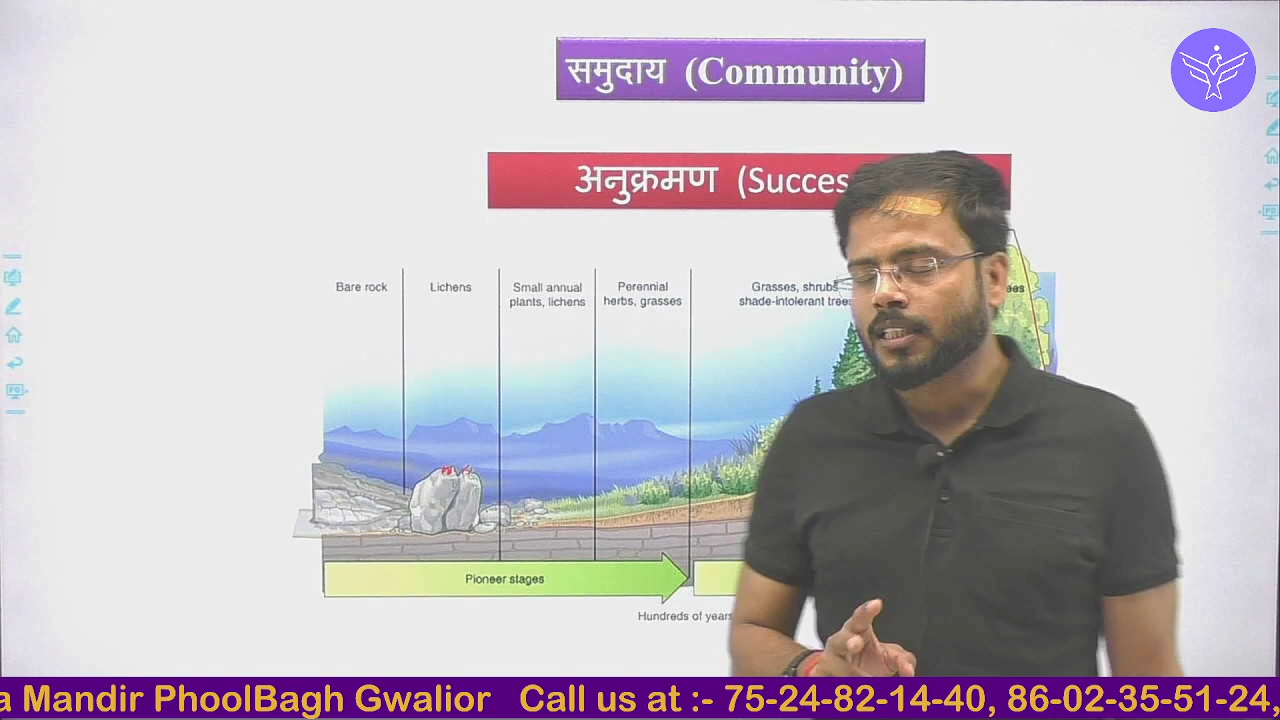 समुदाय (Community)
अनुक्रमण (Succes
Bare rock
Lichens
Small annual
plants, lichens
Perennial
herbs, grasses
Grasses, shrubs
shade-intolerant trees
ees
Pioneer stages
Hundreds of years
a Mandir PhoolBagh Gwalior Call us at :- 75-24-82-14-40, 86-02-35-51-24,